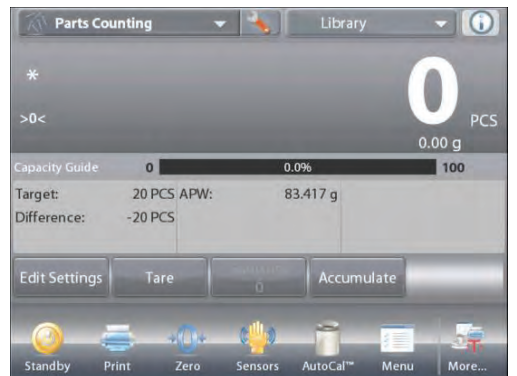 Parts Counting
Library
*
0 PCS
>0<
0.00 g
Capacity Guide 0 0.0% 100
Target: 20 PCS APW: 83.417 g
Difference: -20 PCS
Edit Settings Tare 0 Accumulate
Standby Print Zero Sensors AutoCal™ Menu More...